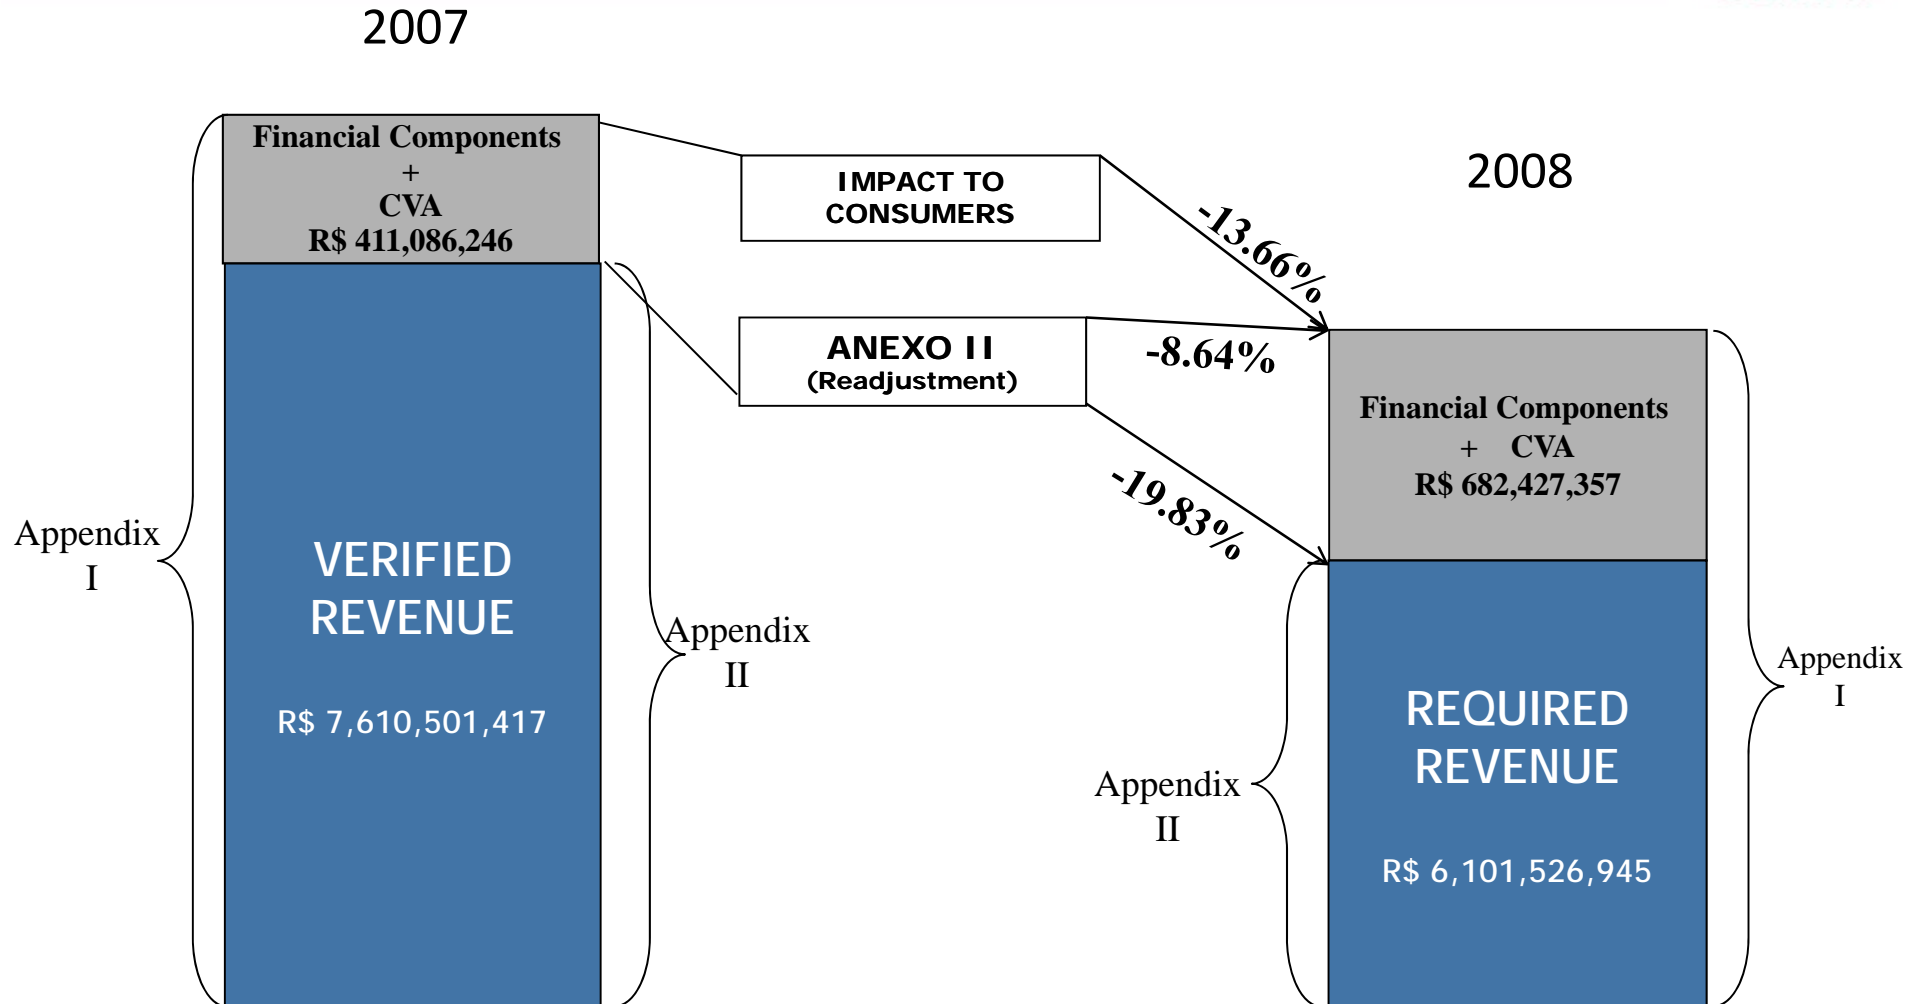 2007
Financial Components
+
CVA
R$ 411,086,246
VERIFIED
REVENUE
R$ 7,610,501,417
Appendix
I
Appendix
II
IMPACT TO
CONSUMERS
ANEXO II
(Readjustment)
-13.66%
-8.64%
-19.83%
2008
Financial Components
+ CVA
R$ 682,427,357
REQUIRED
REVENUE
R$ 6,101,526,945
Appendix
II
Appendix
I